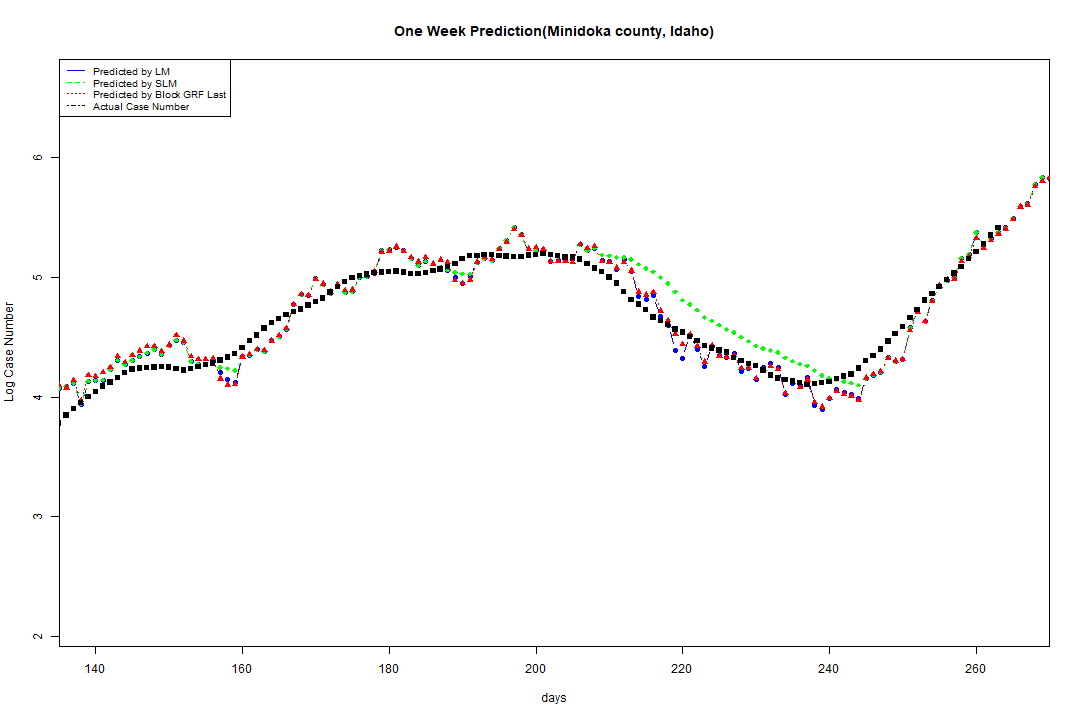 One Week Prediction(Minidoka county, Idaho)
Predicted by LM
Predicted by SLM
Predicted by Block GRF Last
Actual Case Number
6
5
4
3
2
Log Case Number
140 160 180 200 220 240 260
days